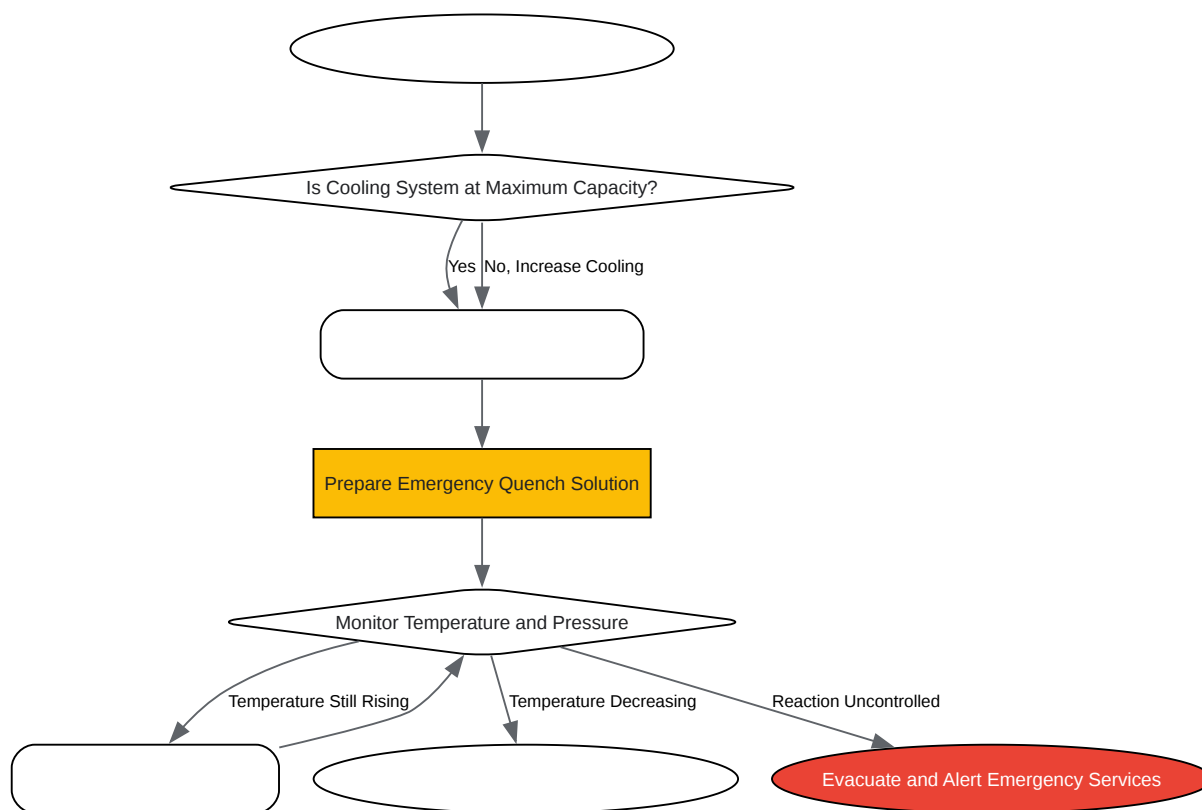 Is Cooling System at Maximum Capacity?
Yes
No, Increase Cooling
Prepare Emergency Quench Solution
Monitor Temperature and Pressure
Temperature Still Rising
Temperature Decreasing
Reaction Uncontrolled
Evacuate and Alert Emergency Services